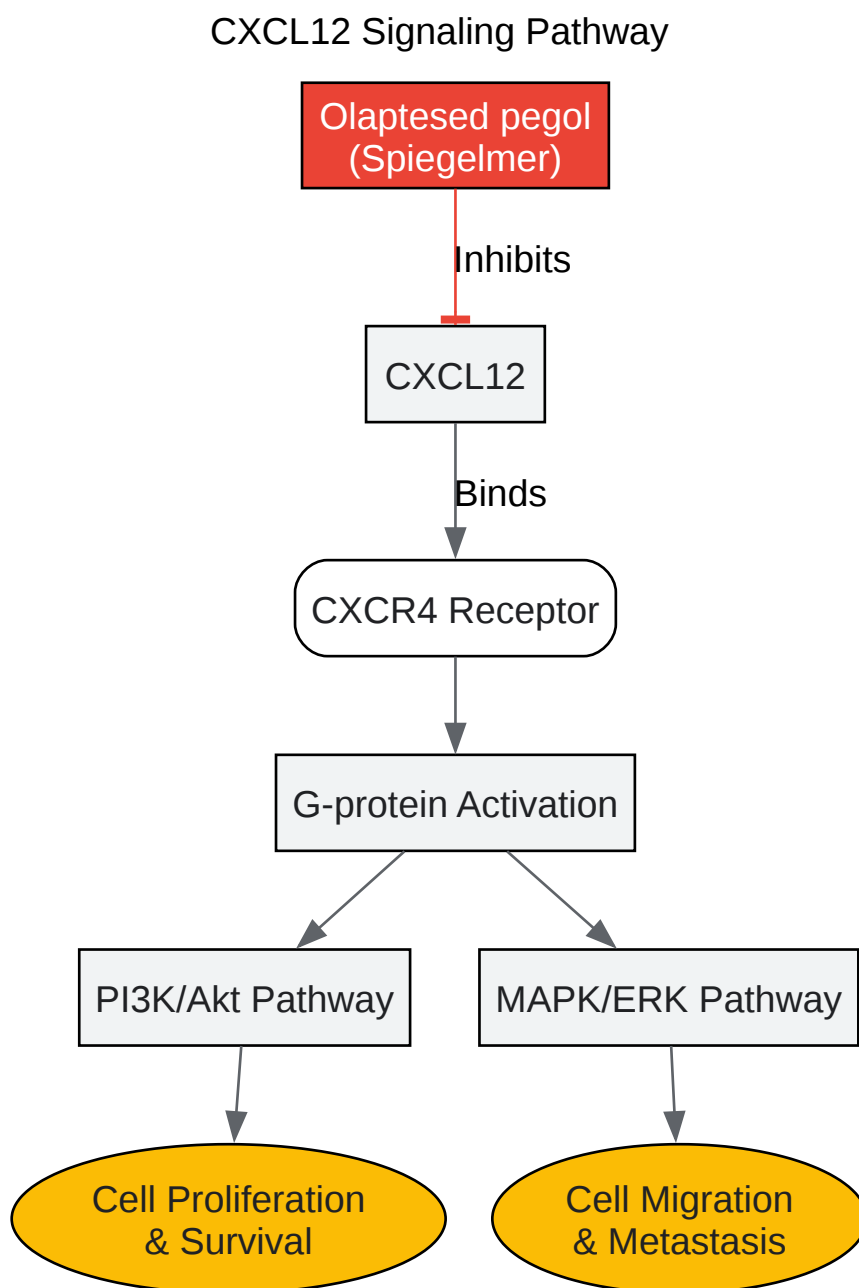 CXCL12 Signaling Pathway
Olaptesed pegol
(Spiegelmer)
Inhibits
CXCL12
Binds
CXCR4 Receptor
G-protein Activation
PI3K/Akt Pathway
MAPK/ERK Pathway
Cell Proliferation
& Survival
Cell Migration
& Metastasis